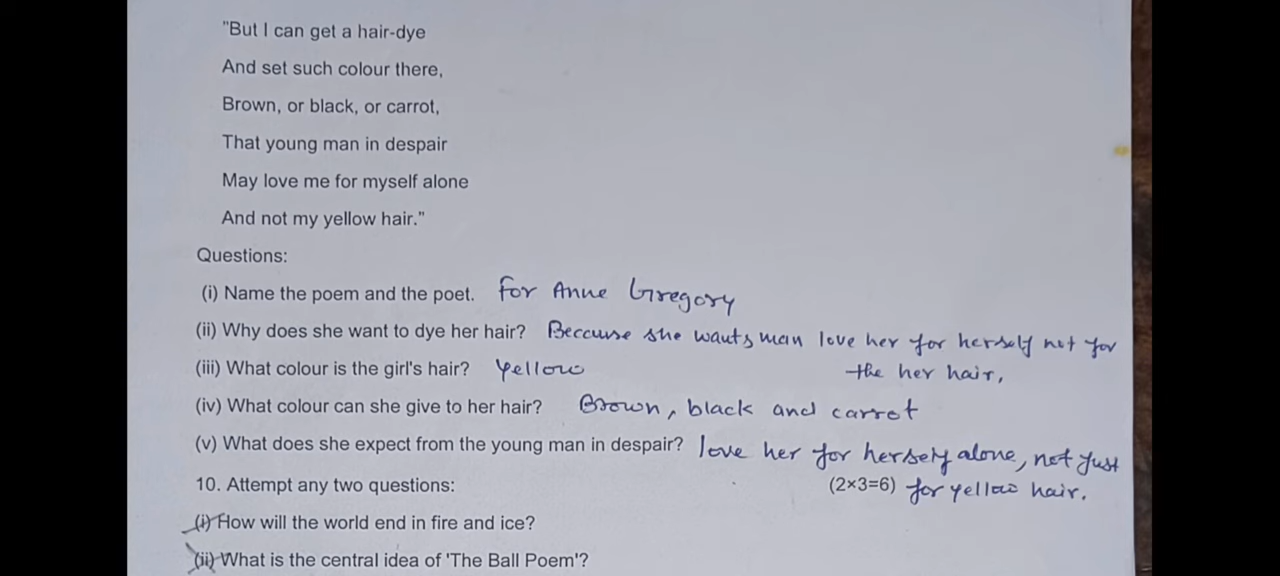 "But I can get a hair-dye
And set such colour there,
Brown, or black, or carrot,
That young man in despair
May love me for myself alone
And not my yellow hair."
Questions:
(i) Name the poem and the poet. For Anne Gregory
(ii) Why does she want to dye her hair? Because she wants man love her for herself not for
the her hair.
(iii) What colour is the girl's hair? Yellow
(iv) What colour can she give to her hair? Brown, black and carrot
(v) What does she expect from the young man in despair? love her for herself alone, not just
for yellow hair.
10. Attempt any two questions: (2×3=6)
(i) How will the world end in fire and ice?
(ii) What is the central idea of 'The Ball Poem'?